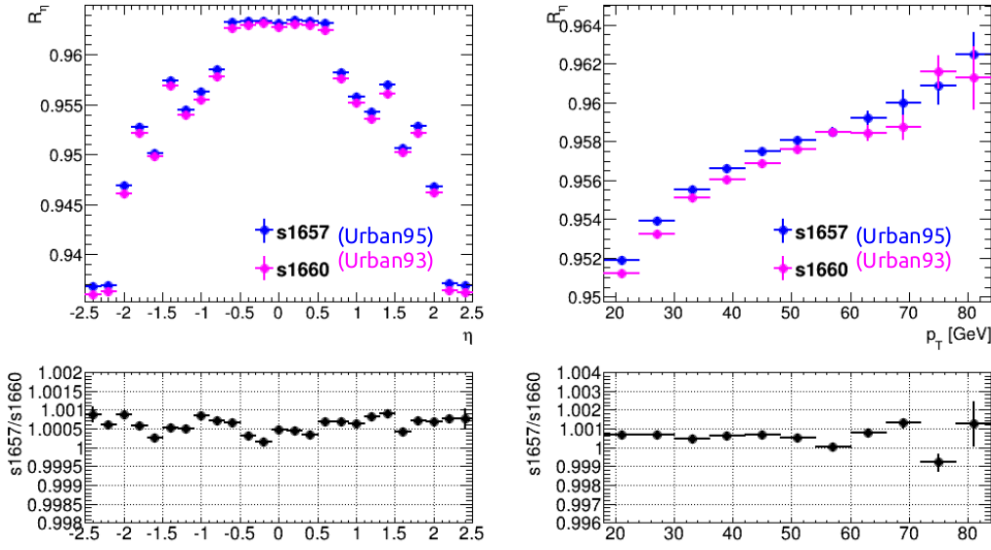 R_η
0.96
0.955
0.95
0.945
0.94
s1657 (Urban95)
s1660 (Urban93)
-2.5 -2 -1.5 -1 -0.5 0 0.5 1 1.5 2 2.5
η
R_η
0.964
0.962
0.96
0.958
0.956
0.954
0.952
0.95
s1657 (Urban95)
s1660 (Urban93)
20 30 40 50 60 70 80
p_T [GeV]
s1657/s1660
1.002
1.0015
1.001
1.0005
1
0.9995
0.999
0.9985
0.998
-2.5 -2 -1.5 -1 -0.5 0 0.5 1 1.5 2 2.5
s1657/s1660
1.004
1.003
1.002
1.001
1
0.999
0.998
0.997
0.996
20 30 40 50 60 70 80